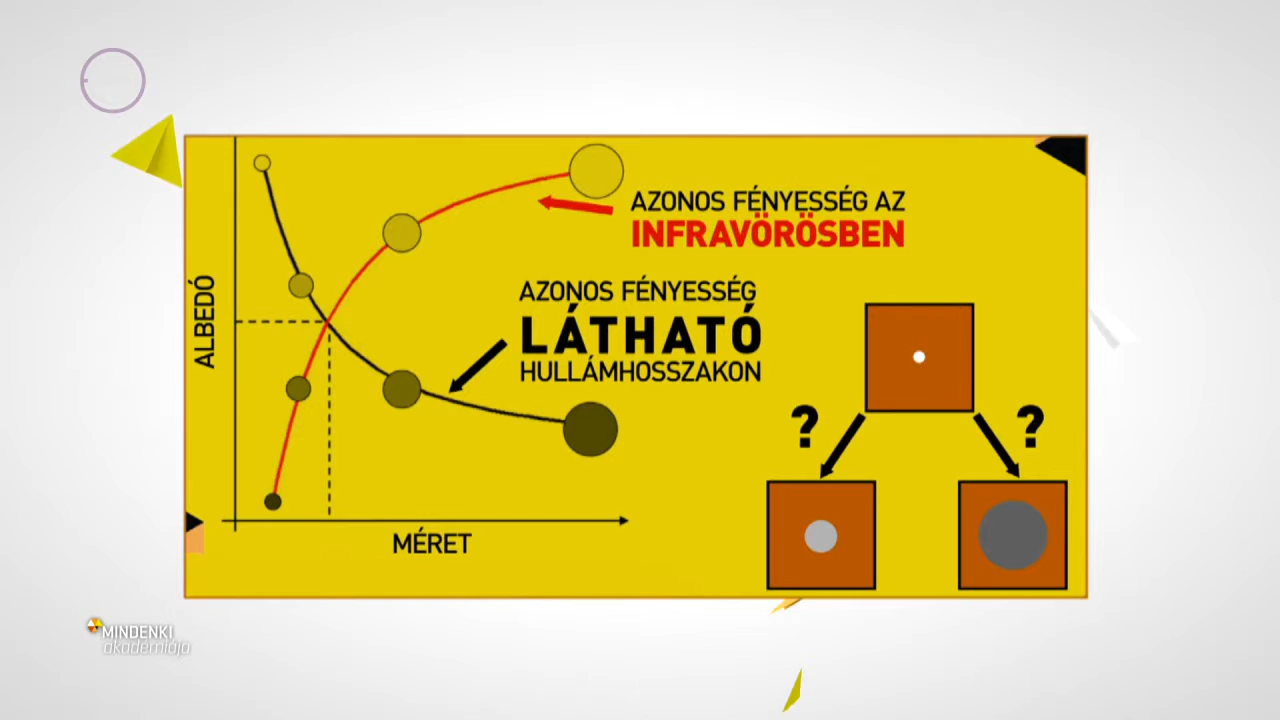 AZONOS FÉNYESSÉG AZ
INFRAVÖRÖSBEN
AZONOS FÉNYESSÉG
LÁTHATÓ
HULLÁMHOSSZAKON
ALBEDÓ
? ?
MÉRET
MINDENKI
akadémiája